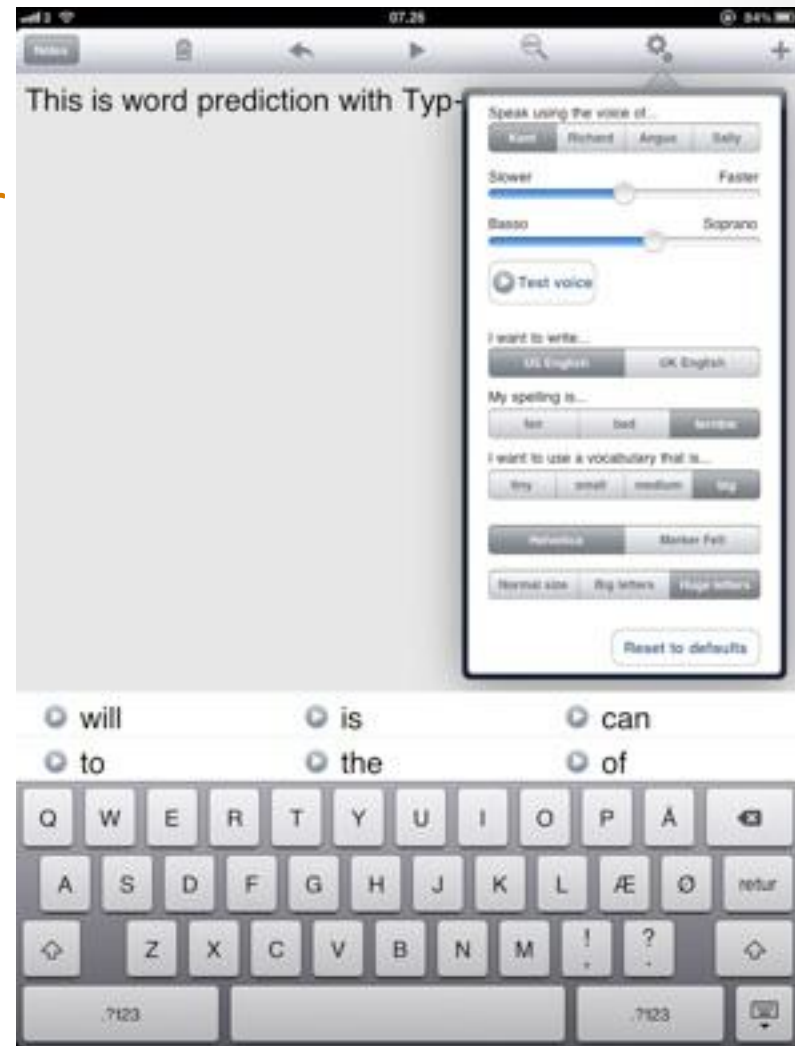 07.26 84%
Notes
This is word prediction with Typ-
Speak using the voice of...
Richard Angus Sally
Slower Faster
Basso Soprano
Test voice
I want to write...
US English UK English
My spelling is...
fair bad terrible
I want to use a vocabulary that is...
tiny small medium big
Helvetica Marker Felt
Normal size Big letters Huge letters
Reset to defaults
will is can
to the of
Q W E R T Y U I O P Å
A S D F G H J K L Æ Ø retur
Z X C V B N M ! , ? .
.?123 .?123